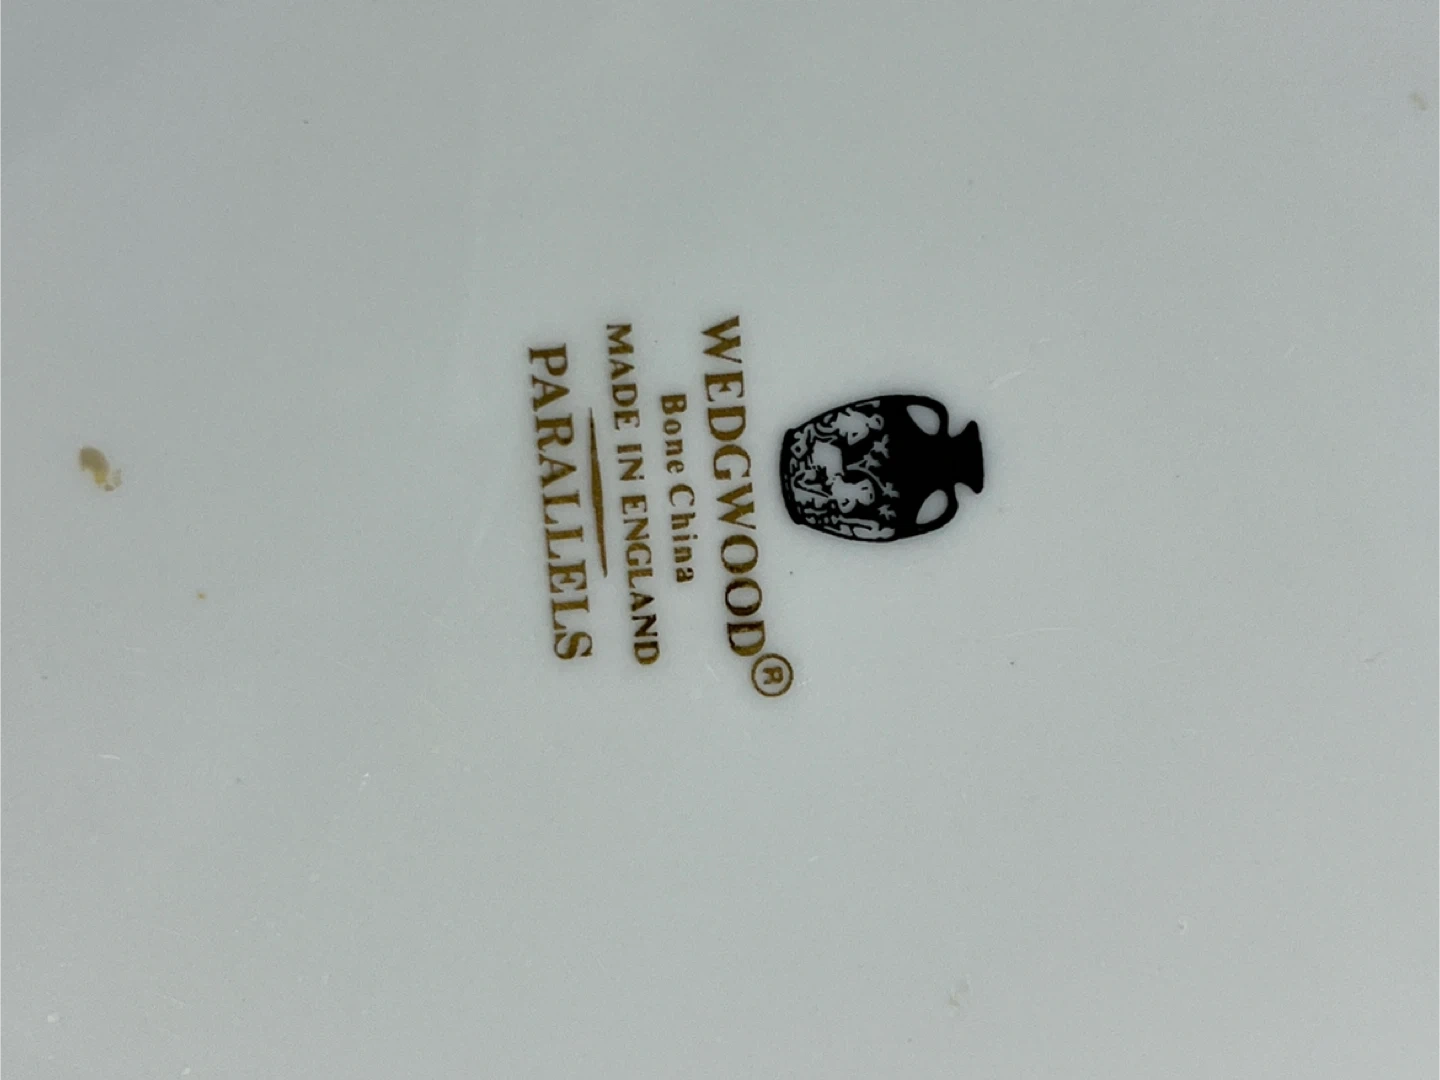 WEDGWOOD®
Bone China
MADE IN ENGLAND
PARALLELS